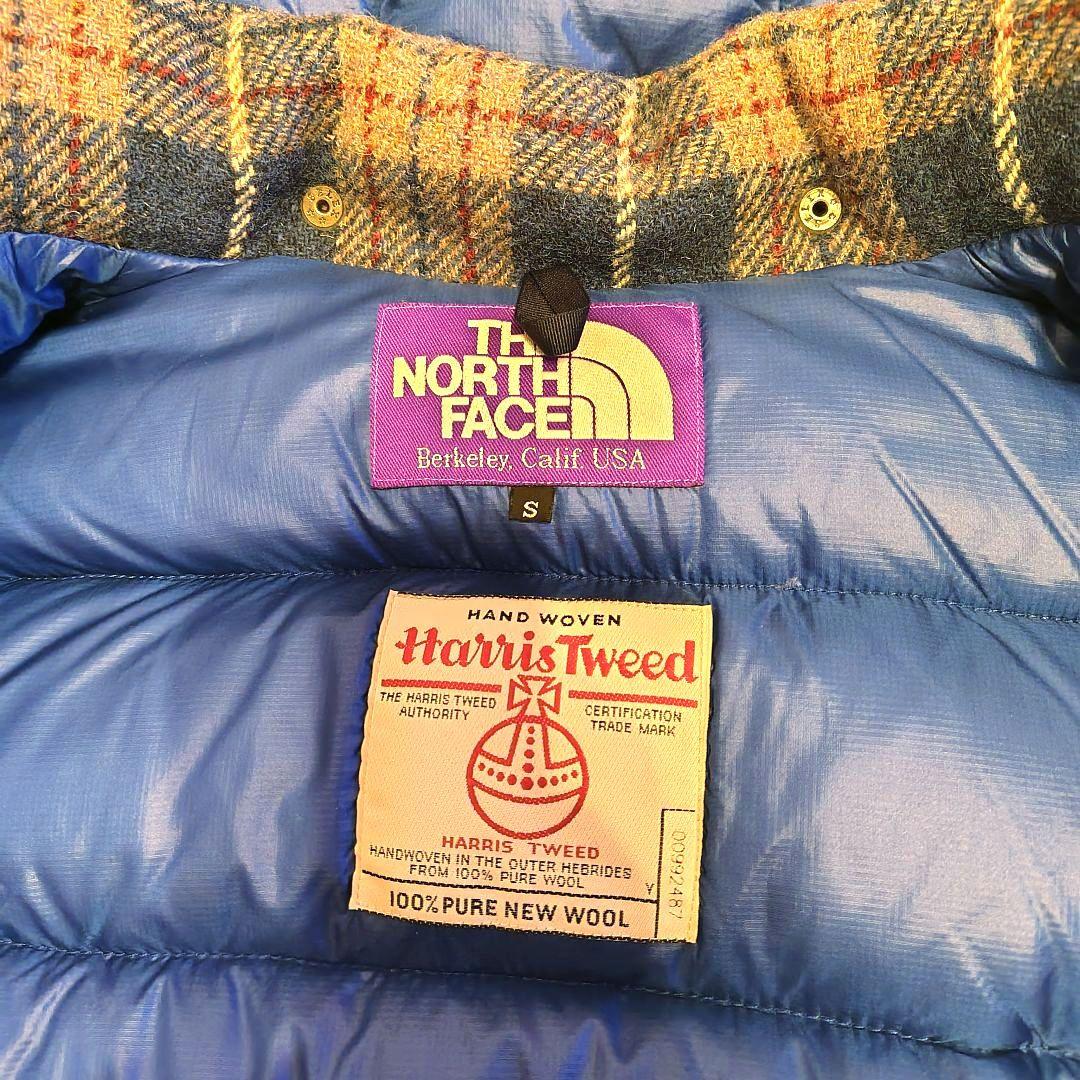 THE
NORTH
FACE
Berkeley, Calif. USA
S
HAND WOVEN
Harris Tweed
THE HARRIS TWEED
AUTHORITY
CERTIFICATION
TRADE MARK
HARRIS TWEED
HANDWOVEN IN THE OUTER HEBRIDES
FROM 100% PURE WOOL
100% PURE NEW WOOL
Y
00992487